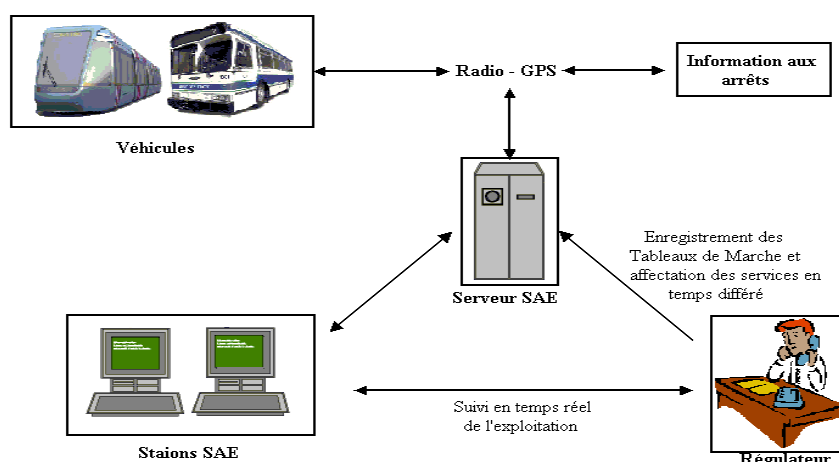 Radio - GPS
Information aux
arrêts
Véhicules
Enregistrement des
Tableaux de Marche et
affectation des services en
temps différé
Serveur SAE
Suivi en temps réel
de l'exploitation
Staions SAE
Régulateur